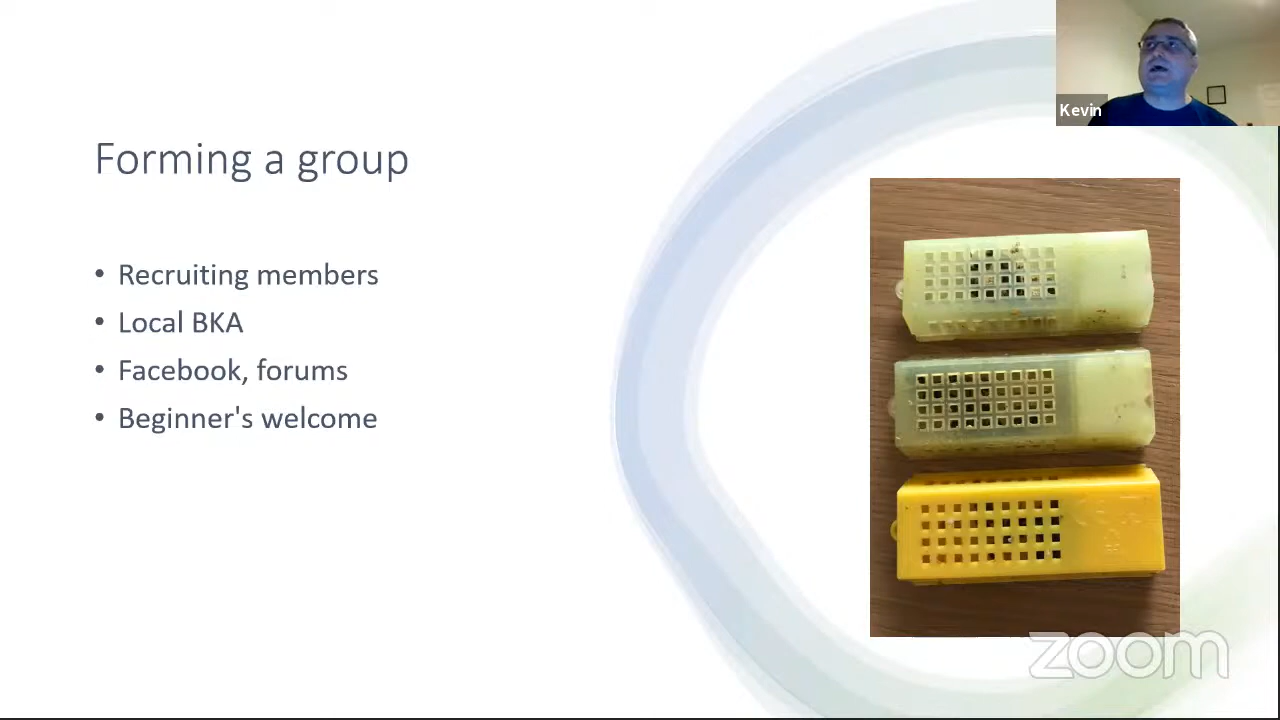 Kevin
Forming a group
• Recruiting members
• Local BKA
• Facebook, forums
• Beginner's welcome
zoom